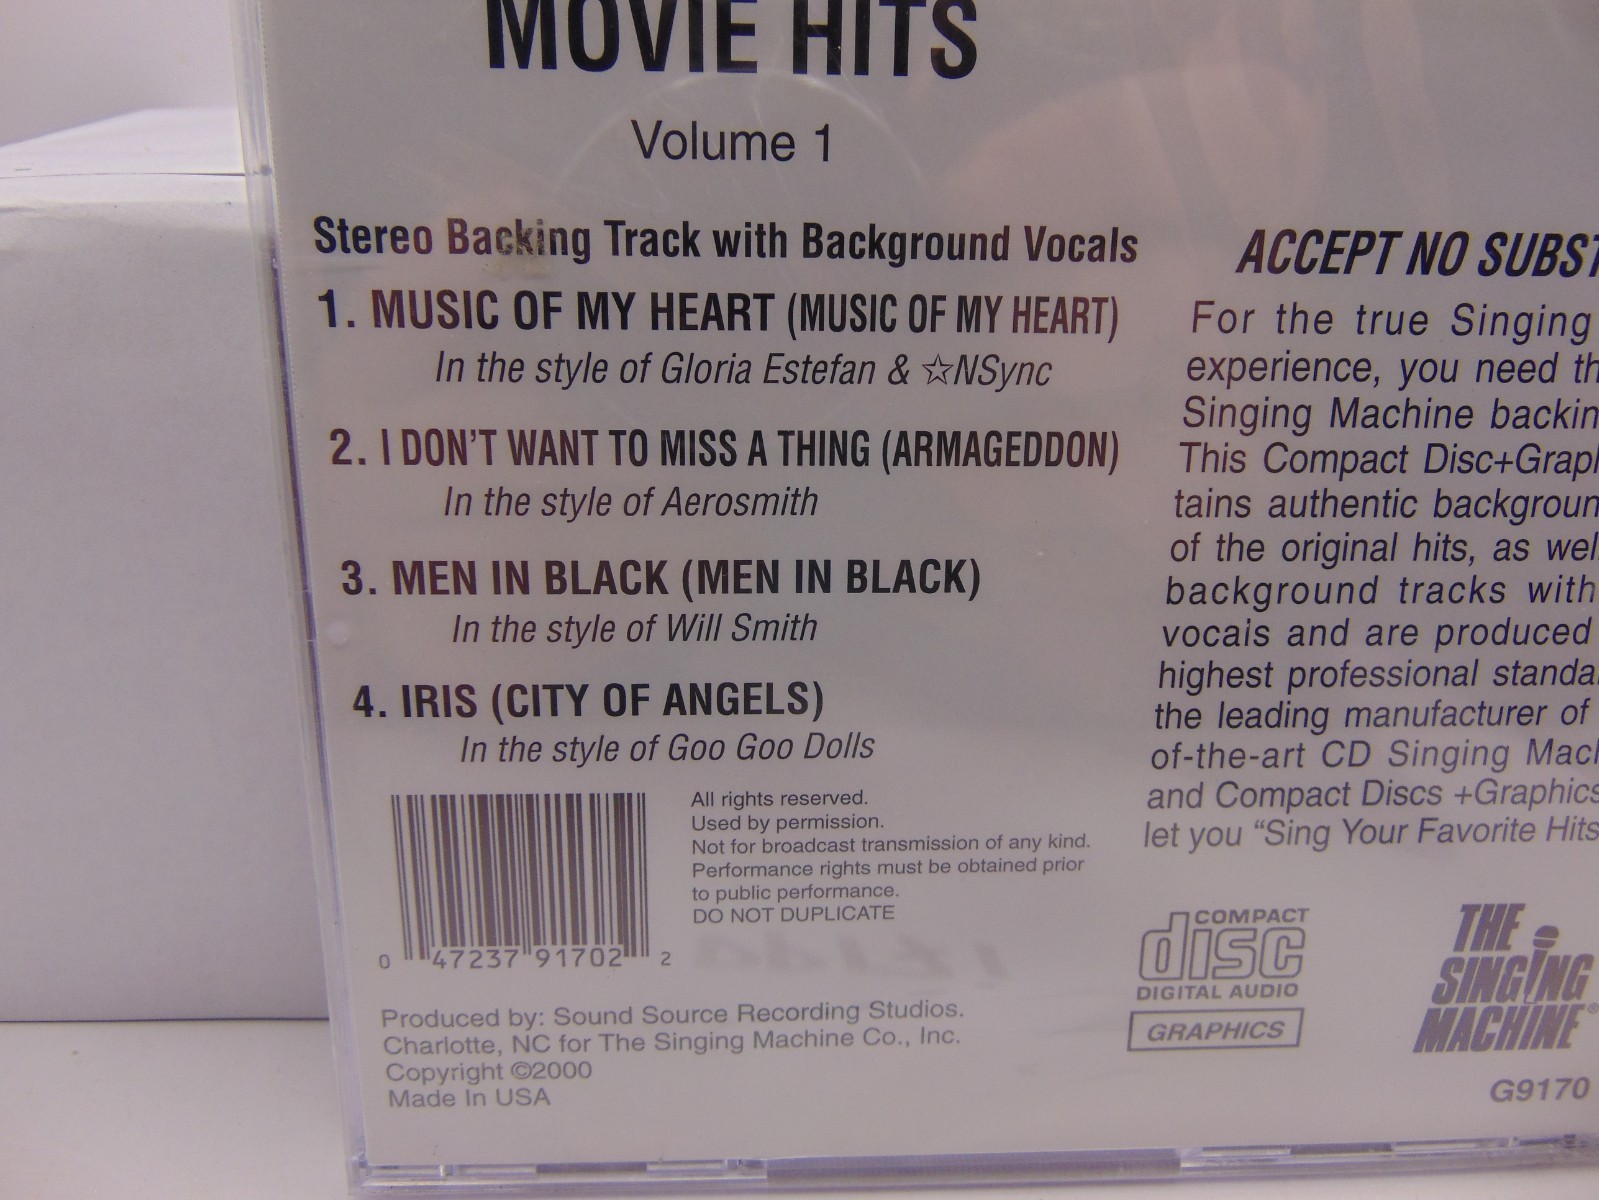 MOVIE HITS
Volume 1
Stereo Backing Track with Background Vocals
1. MUSIC OF MY HEART (MUSIC OF MY HEART)
In the style of Gloria Estefan & ☆NSync
2. I DON'T WANT TO MISS A THING (ARMAGEDDON)
In the style of Aerosmith
3. MEN IN BLACK (MEN IN BLACK)
In the style of Will Smith
4. IRIS (CITY OF ANGELS)
In the style of Goo Goo Dolls
0 47237 91702 2
All rights reserved.
Used by permission.
Not for broadcast transmission of any kind.
Performance rights must be obtained prior
to public performance.
DO NOT DUPLICATE
Produced by: Sound Source Recording Studios.
Charlotte, NC for The Singing Machine Co., Inc.
Copyright ©2000
Made In USA
ACCEPT NO SUBST
For the true Singing
experience, you need th
Singing Machine backin
This Compact Disc+Grap
tains authentic backgroun
of the original hits, as wel
background tracks with
vocals and are produced
highest professional standa
the leading manufacturer of
of-the-art CD Singing Mac
and Compact Discs +Graphics
let you “Sing Your Favorite Hits
COMPACT
disc
DIGITAL AUDIO
GRAPHICS
THE
SINGING
MACHINE®
G9170